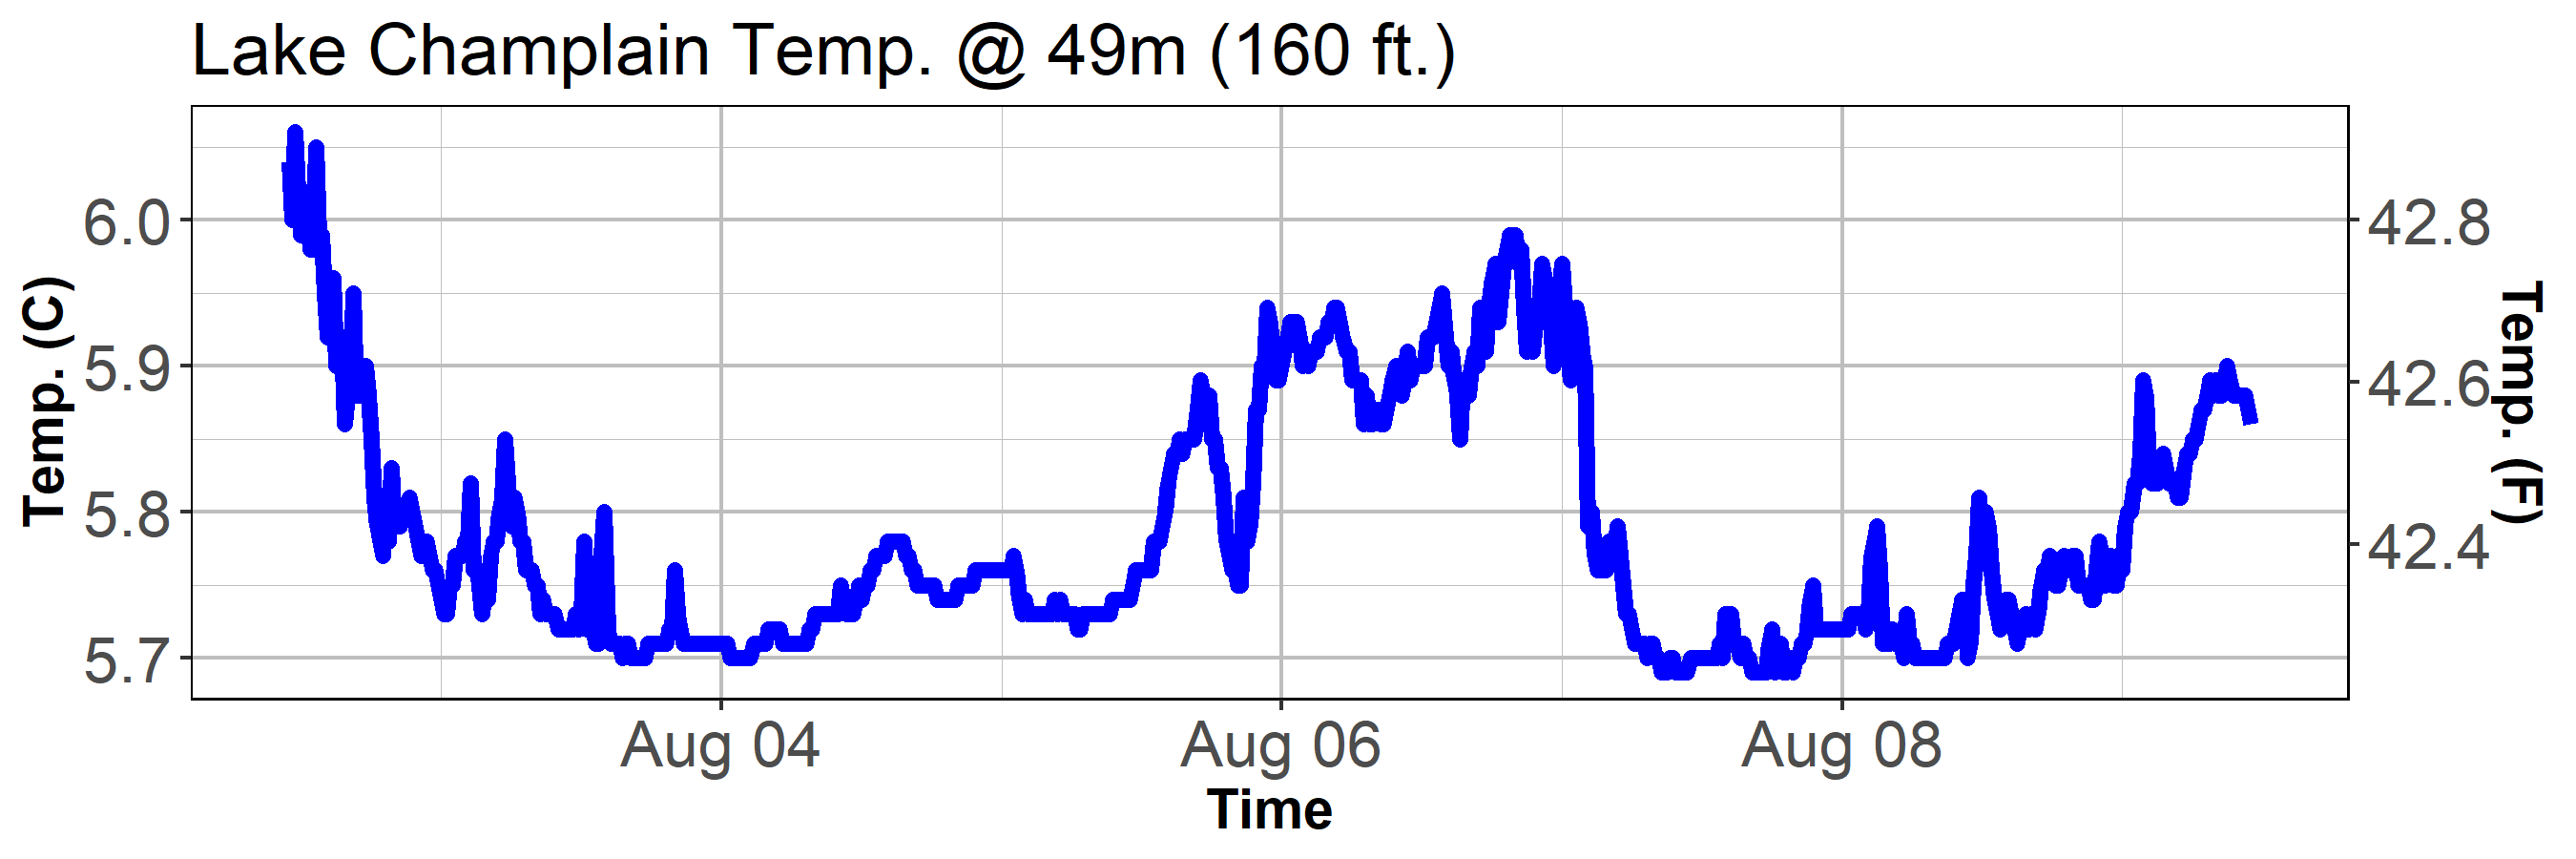 Lake Champlain Temp. @ 49m (160 ft.)
6.0
5.9
5.8
5.7
Temp. (C)
42.8
42.6
42.4
Temp. (F)
Aug 04
Aug 06
Aug 08
Time